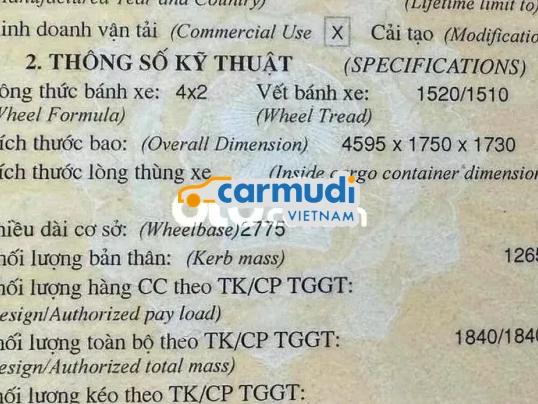 (Lifetime limit to)
inh doanh vận tải (Commercial Use X Cải tạo (Modificatio
2. THÔNG SỐ KỸ THUẬT (SPECIFICATIONS)
ông thức bánh xe: 4x2 Vết bánh xe: 1520/1510
Wheel Formula) (Wheel Tread)
ích thước bao: (Overall Dimension) 4595 x 1750 x 1730
ích thước lòng thùng xe (Inside cargo container dimension
carmudi
VIETNAM
hiều dài cơ sở: (Wheelbase)2775
hối lượng bản thân: (Kerb mass) 1265
hối lượng hàng CC theo TK/CP TGGT:
esign/Authorized pay load)
hối lượng toàn bộ theo TK/CP TGGT: 1840/1840
esign/Authorized total mass)
hối lượng kéo theo TK/CP TGGT: